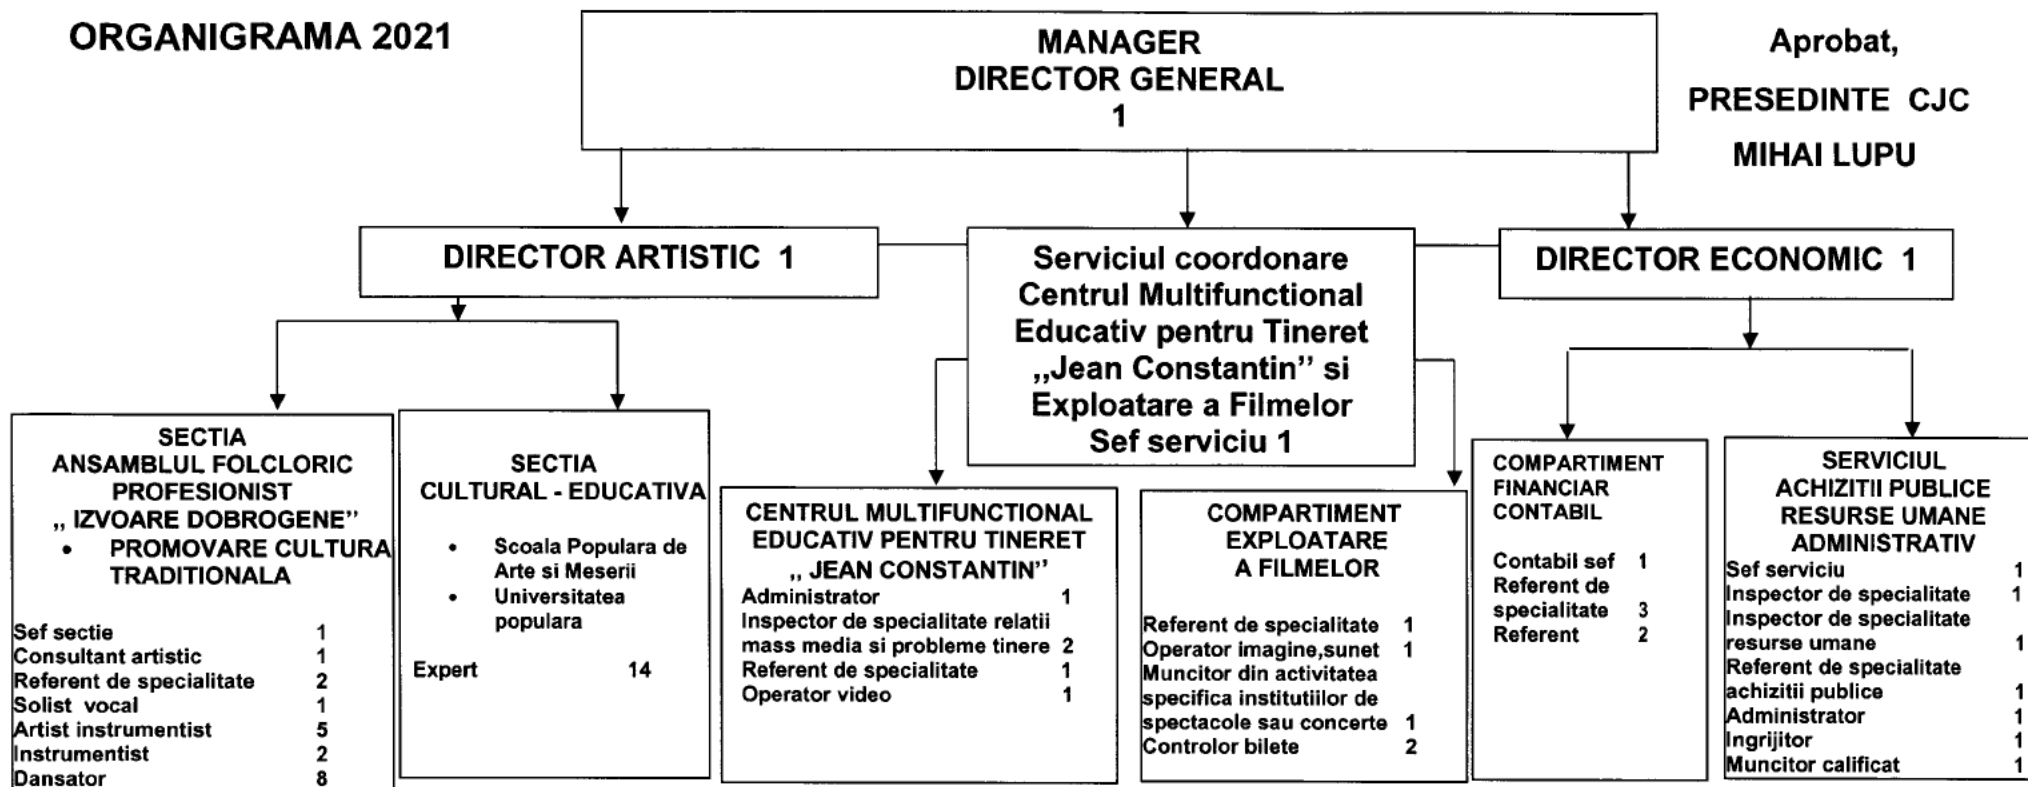 ORGANIGRAMA 2021
MANAGER
DIRECTOR GENERAL
1
Aprobat,
PRESEDINTE CJC
MIHAI LUPU
DIRECTOR ARTISTIC 1
Serviciul coordonare
Centrul Multifunctional
Educativ pentru Tineret
,,Jean Constantin'' si
Exploatare a Filmelor
Sef serviciu 1
DIRECTOR ECONOMIC 1
SECTIA
ANSAMBLUL FOLCLORIC
PROFESIONIST
,, IZVOARE DOBROGENE''
• PROMOVARE CULTURA
TRADITIONALA
Sef sectie 1
Consultant artistic 1
Referent de specialitate 2
Solist vocal 1
Artist instrumentist 5
Instrumentist 2
Dansator 8
SECTIA
CULTURAL - EDUCATIVA
• Scoala Populara de
Arte si Meserii
• Universitatea
populara
Expert 14
CENTRUL MULTIFUNCTIONAL
EDUCATIV PENTRU TINERET
,, JEAN CONSTANTIN''
Administrator 1
Inspector de specialitate relatii
mass media si probleme tinere 2
Referent de specialitate 1
Operator video 1
COMPARTIMENT
EXPLOATARE
A FILMELOR
Referent de specialitate 1
Operator imagine,sunet 1
Muncitor din activitatea
specifica institutiilor de
spectacole sau concerte 1
Controlor bilete 2
COMPARTIMENT
FINANCIAR
CONTABIL
Contabil sef 1
Referent de
specialitate 3
Referent 2
SERVICIUL
ACHIZITII PUBLICE
RESURSE UMANE
ADMINISTRATIV
Sef serviciu 1
Inspector de specialitate 1
Inspector de specialitate
resurse umane 1
Referent de specialitate
achizitii publice 1
Administrator 1
Ingrijitor 1
Muncitor calificat 1